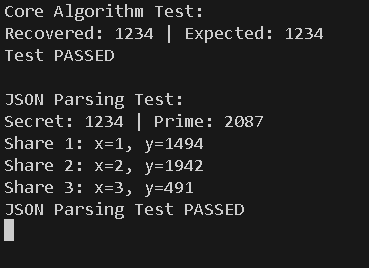 Core Algorithm Test:
Recovered: 1234 | Expected: 1234
Test PASSED
JSON Parsing Test:
Secret: 1234 | Prime: 2087
Share 1: x=1, y=1494
Share 2: x=2, y=1942
Share 3: x=3, y=491
JSON Parsing Test PASSED